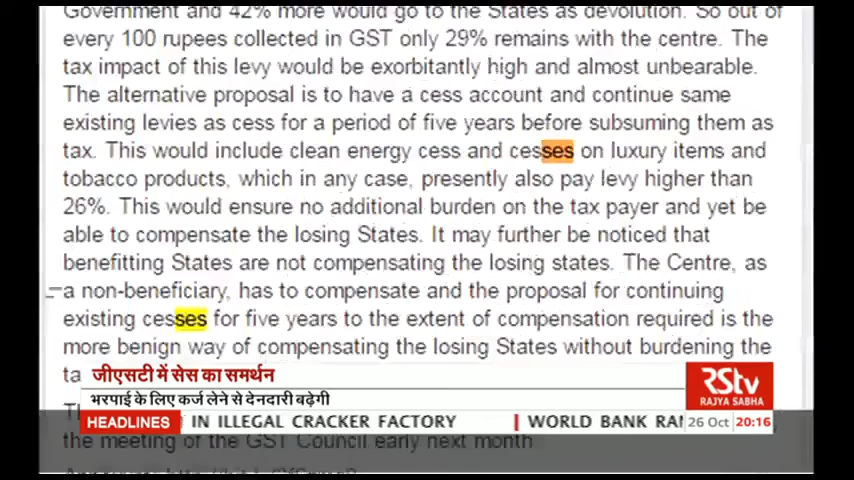 Government and 42% more would go to the States as devolution. So out of
every 100 rupees collected in GST only 29% remains with the centre. The
tax impact of this levy would be exorbitantly high and almost unbearable.
The alternative proposal is to have a cess account and continue same
existing levies as cess for a period of five years before subsuming them as
tax. This would include clean energy cess and cesses on luxury items and
tobacco products, which in any case, presently also pay levy higher than
26%. This would ensure no additional burden on the tax payer and yet be
able to compensate the losing States. It may further be noticed that
benefitting States are not compensating the losing states. The Centre, as
a non-beneficiary, has to compensate and the proposal for continuing
existing cesses for five years to the extent of compensation required is the
more benign way of compensating the losing States without burdening the
ta
जीएसटी में सेस का समर्थन
भरपाई के लिए कर्ज लेने से देनदारी बढ़ेगी
RStv
RAJYA SABHA
HEADLINES IN ILLEGAL CRACKER FACTORY WORLD BANK RAN 26 Oct 20:16
the meeting of the GST Council early next month